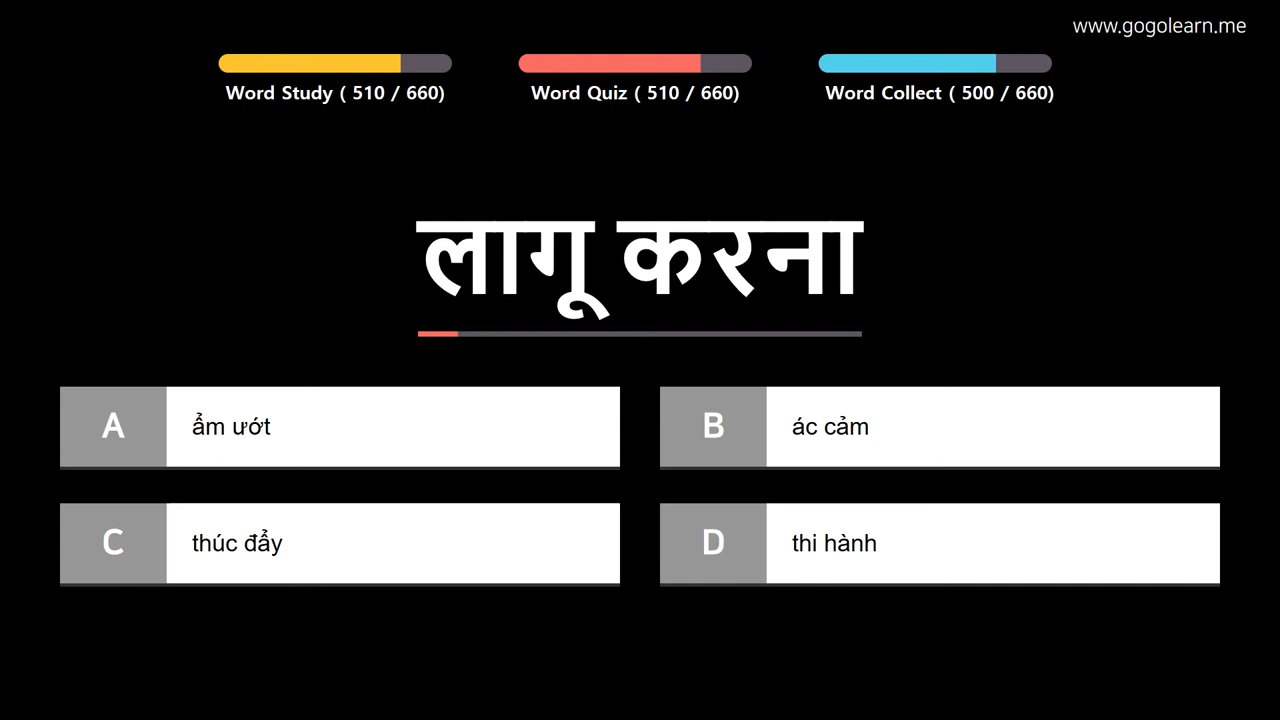 www.gogolearn.me
Word Study ( 510 / 660)
Word Quiz ( 510 / 660)
Word Collect ( 500 / 660)
लागू करना
A
ẩm ướt
B
ác cảm
C
thúc đẩy
D
thi hành